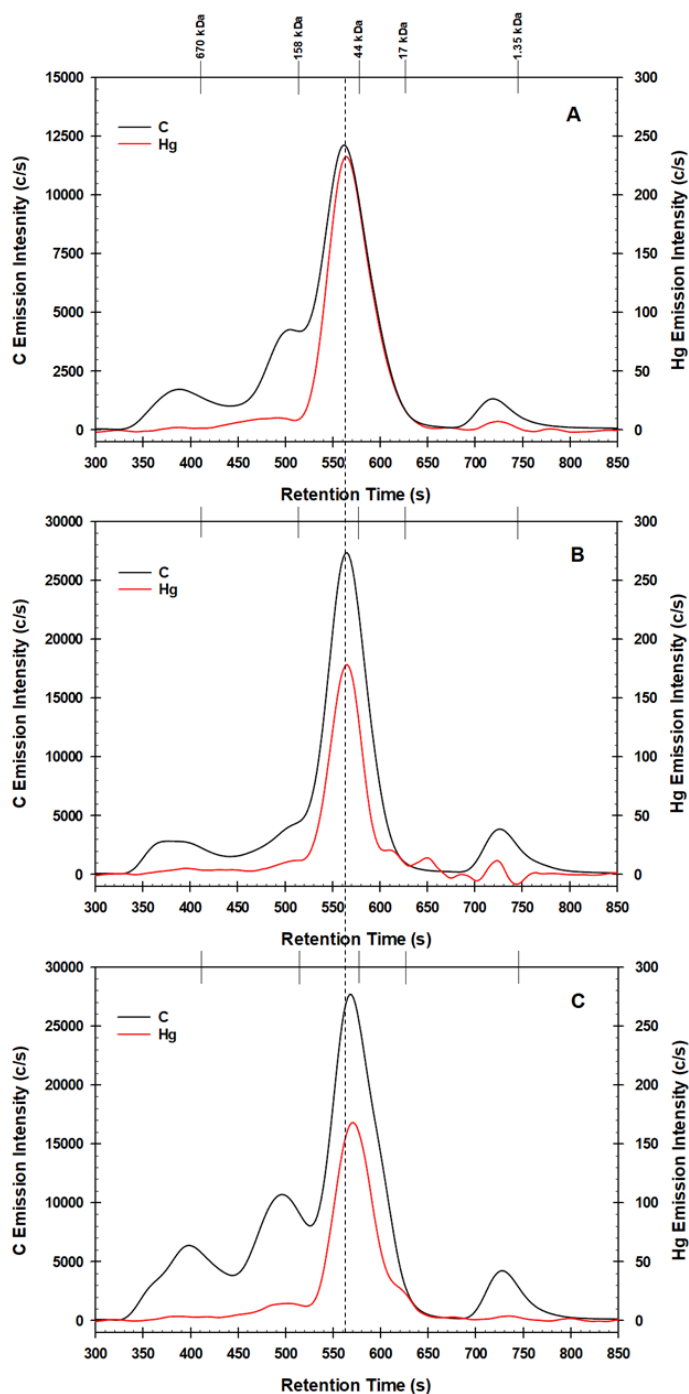 670 kDa 158 kDa 44 kDa 17 kDa 1.35 kDa
15000 300
A
C
Hg
12500 250
10000 200
7500 150
5000 100
2500 50
0 0
C Emission Intesnity (c/s)
Hg Emission Intensity (c/s)
300 350 400 450 500 550 600 650 700 750 800 850
Retention Time (s)
30000 300
B
C
Hg
25000 250
20000 200
15000 150
10000 100
5000 50
0 0
C Emission Intensity (c/s)
Hg Emission Intensity (c/s)
300 350 400 450 500 550 600 650 700 750 800 850
Retention Time (s)
30000 300
C
C
Hg
25000 250
20000 200
15000 150
10000 100
5000 50
0 0
C Emission Intensity (c/s)
Hg Emission Intensity (c/s)
300 350 400 450 500 550 600 650 700 750 800 850
Retention Time (s)